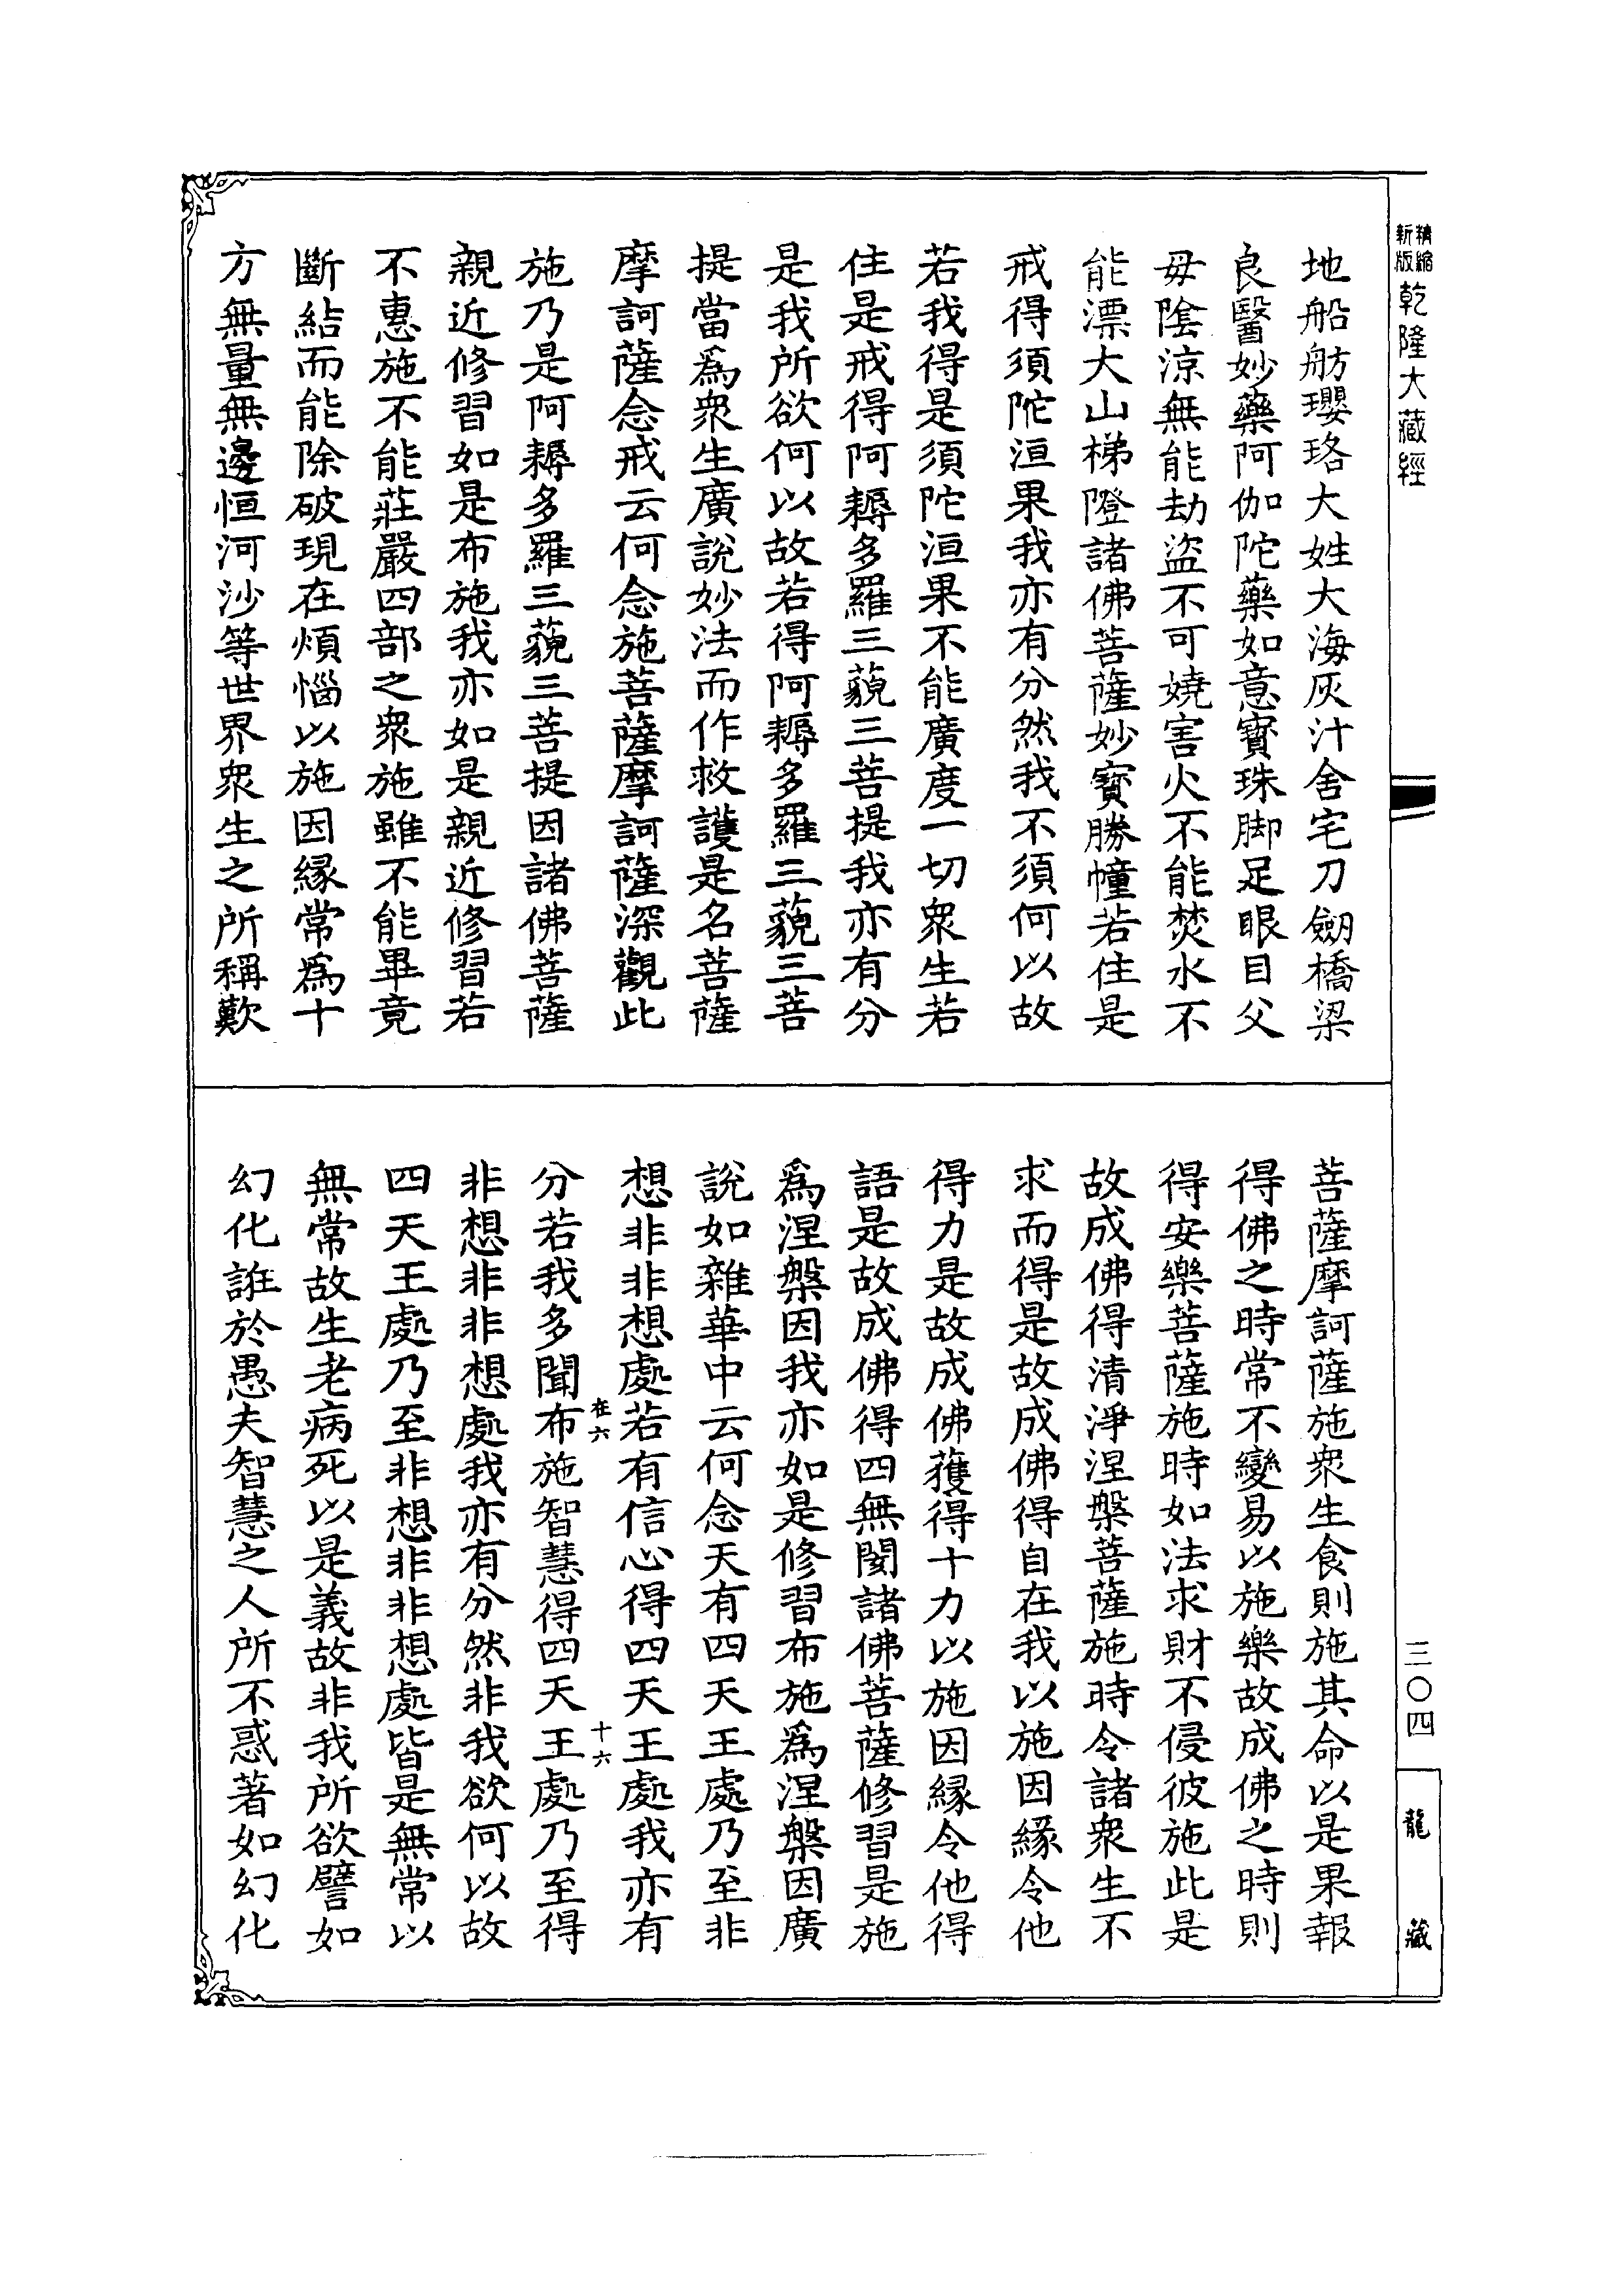 精縮新版乾隆大藏經
地船舫瓔珞大姓大海灰汁舍宅刀劒橋梁
良醫妙藥阿伽陀藥如意寶珠脚足眼目父
母陰涼無能劫盜不可嬈害火不能焚水不
能漂大山梯隥諸佛菩薩妙寶勝幢若住是
戒得須陀洹果我亦有分然我不須何以故
若我得是須陀洹果不能廣度一切衆生若
住是戒得阿耨多羅三藐三菩提我亦有分
是我所欲何以故若得阿耨多羅三藐三菩
提當爲衆生廣說妙法而作救護是名菩薩
摩訶薩念戒云何念施菩薩摩訶薩深觀此
施乃是阿耨多羅三藐三菩提因諸佛菩薩
親近修習如是布施我亦如是親近修習若
不惠施不能莊嚴四部之衆施雖不能畢竟
斷結而能除破現在煩惱以施因緣常爲十
方無量無邊恒河沙等世界衆生之所稱歎
菩薩摩訶薩施衆生食則施其命以是果報
得佛之時常不變易以施樂故成佛之時則
得安樂菩薩施時如法求財不侵彼施此是
故成佛得清淨涅槃菩薩施時令諸衆生不
求而得是故成佛得自在我以施因緣令他
得力是故成佛獲得十力以施因緣令他得
語是故成佛得四無閡諸佛菩薩修習是施
爲涅槃因我亦如是修習布施爲涅槃因廣
說如雜華中云何念天有四天王處乃至非
想非非想處若有信心得四天王處我亦有
在六 十六
分若我多聞布施智慧得四天王處乃至得
非想非非想處我亦有分然非我欲何以故
四天王處乃至非想非非想處皆是無常以
無常故生老病死以是義故非我所欲譬如
幻化誑於愚夫智慧之人所不惑著如幻化
三〇四
龍藏